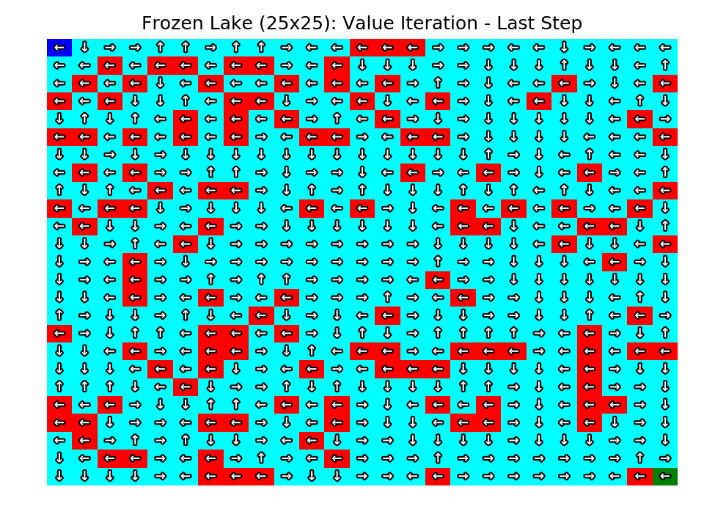 Frozen Lake (25x25): Value Iteration - Last Step